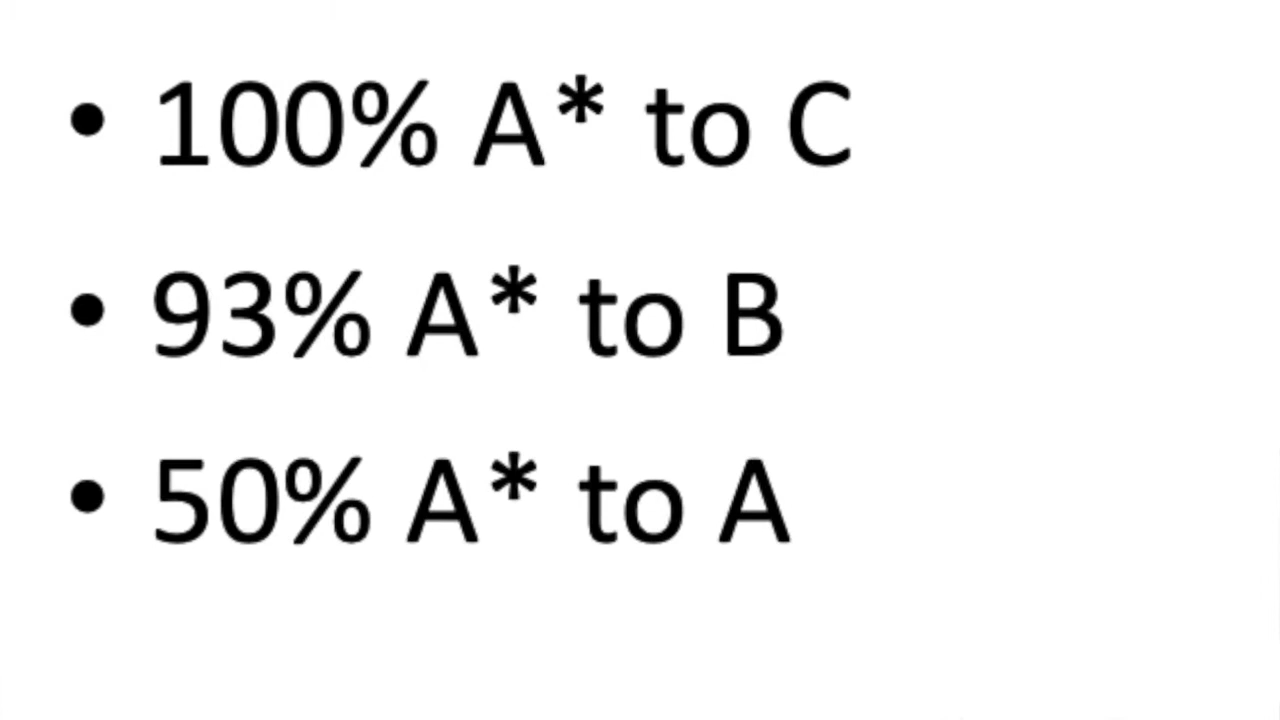 • 100% A* to C
• 93% A* to B
• 50% A* to A